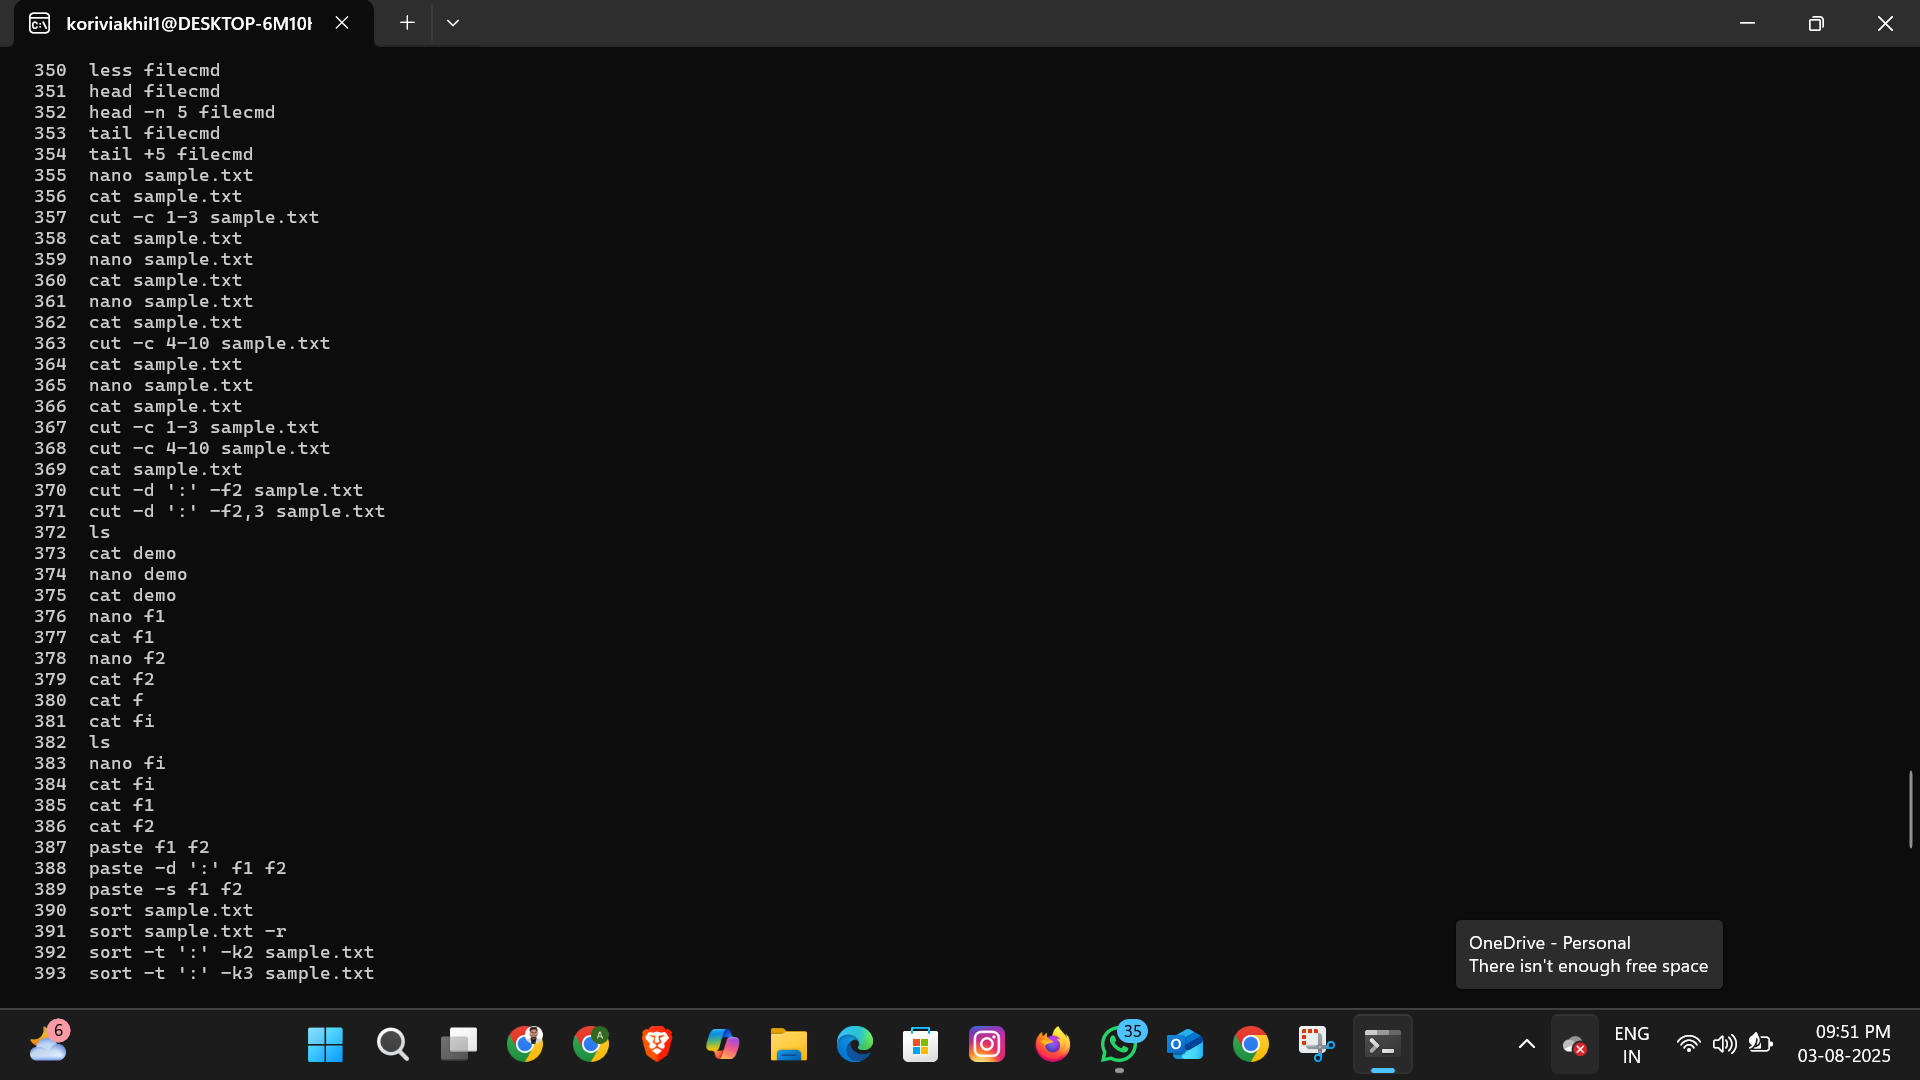 koriviakhil1@DESKTOP-6M10
350 less filecmd
351 head filecmd
352 head -n 5 filecmd
353 tail filecmd
354 tail +5 filecmd
355 nano sample.txt
356 cat sample.txt
357 cut -c 1-3 sample.txt
358 cat sample.txt
359 nano sample.txt
360 cat sample.txt
361 nano sample.txt
362 cat sample.txt
363 cut -c 4-10 sample.txt
364 cat sample.txt
365 nano sample.txt
366 cat sample.txt
367 cut -c 1-3 sample.txt
368 cut -c 4-10 sample.txt
369 cat sample.txt
370 cut -d ':' -f2 sample.txt
371 cut -d ':' -f2,3 sample.txt
372 ls
373 cat demo
374 nano demo
375 cat demo
376 nano f1
377 cat f1
378 nano f2
379 cat f2
380 cat f
381 cat fi
382 ls
383 nano fi
384 cat fi
385 cat f1
386 cat f2
387 paste f1 f2
388 paste -d ':' f1 f2
389 paste -s f1 f2
390 sort sample.txt
391 sort sample.txt -r
392 sort -t ':' -k2 sample.txt
393 sort -t ':' -k3 sample.txt
OneDrive - Personal
There isn't enough free space
6
A
35
ENG
IN
09:51 PM
03-08-2025